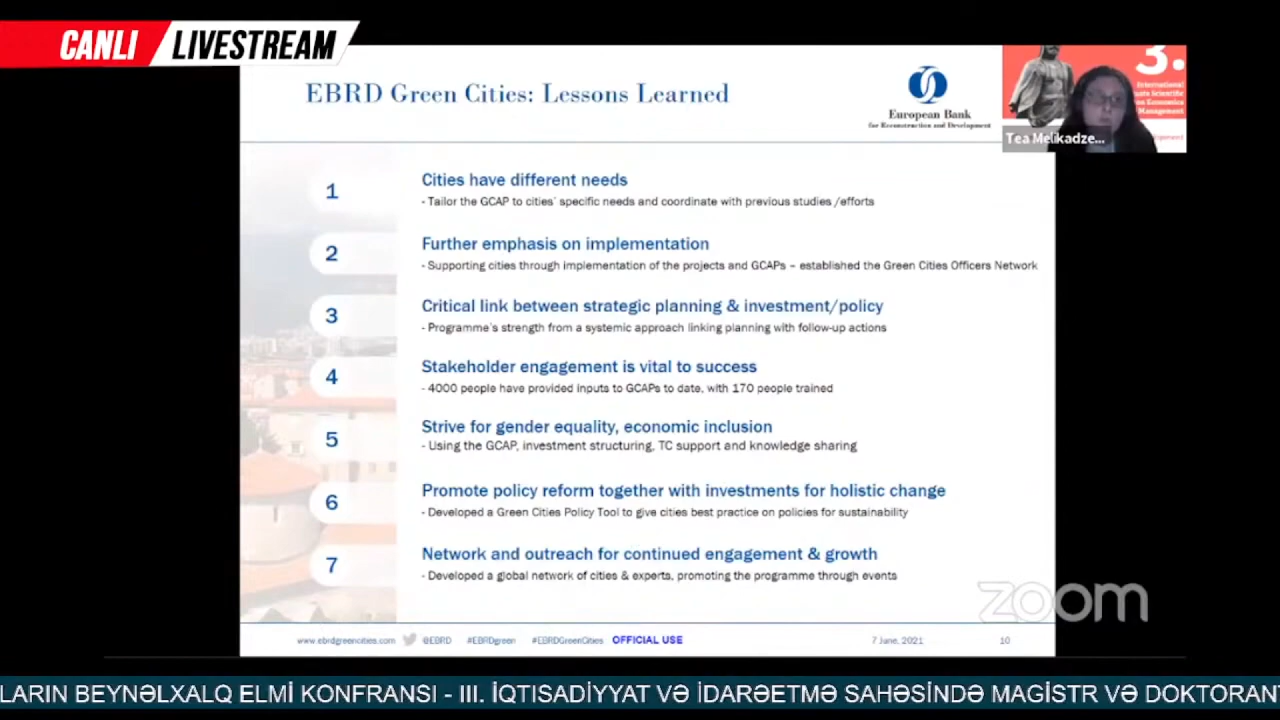 CANLI LIVESTREAM
EBRD Green Cities: Lessons Learned
European Bank
for Reconstruction and Development
3.
International
Scientific
on Economics
Management
Tea Melikadze...
1
Cities have different needs
- Tailor the GCAP to cities' specific needs and coordinate with previous studies /efforts
2
Further emphasis on implementation
- Supporting cities through implementation of the projects and GCAPs – established the Green Cities Officers Network
3
Critical link between strategic planning & investment/policy
- Programme's strength from a systemic approach linking planning with follow-up actions
4
Stakeholder engagement is vital to success
- 4000 people have provided inputs to GCAPs to date, with 170 people trained
5
Strive for gender equality, economic inclusion
- Using the GCAP, investment structuring, TC support and knowledge sharing
6
Promote policy reform together with investments for holistic change
- Developed a Green Cities Policy Tool to give cities best practice on policies for sustainability
7
Network and outreach for continued engagement & growth
- Developed a global network of cities & experts, promoting the programme through events
zoom
www.ebrdgreencities.com @EBRD #EBRDgreen #EBRDGreenCities OFFICIAL USE 7 June, 2021 10
LARIN BEYNƏLXALQ ELMİ KONFRANSI - III. İQTİSADİYYAT VƏ İDARƏETMƏ SAHƏSİNDƏ MAGİSTR VƏ DOKTORANT